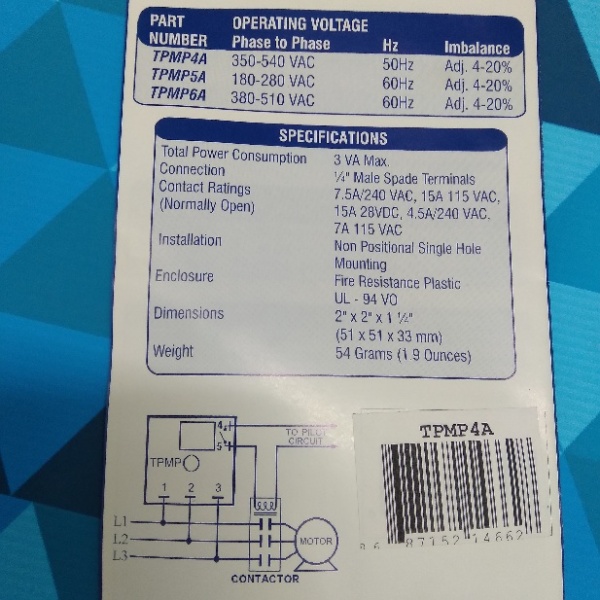 PART OPERATING VOLTAGE
NUMBER Phase to Phase Hz Imbalance
TPMP4A 350-540 VAC 50Hz Adj. 4-20%
TPMP5A 180-280 VAC 60Hz Adj. 4-20%
TPMP6A 380-510 VAC 60Hz Adj. 4-20%
SPECIFICATIONS
Total Power Consumption 3 VA Max.
Connection ¼" Male Spade Terminals
Contact Ratings 7.5A/240 VAC, 15A 115 VAC,
(Normally Open) 15A 28VDC, 4.5A/240 VAC.
7A 115 VAC
Installation Non Positional Single Hole
Mounting
Enclosure Fire Resistance Plastic
UL - 94 VO
Dimensions 2" x 2" x 1 ¼"
(51 x 51 x 33 mm)
Weight 54 Grams (1 9 Ounces)
4
5
TO PILOT
CIRCUIT
TPMP
1 2 3
L1
L2
L3
MOTOR
CONTACTOR
TPMP4A
87152 14662